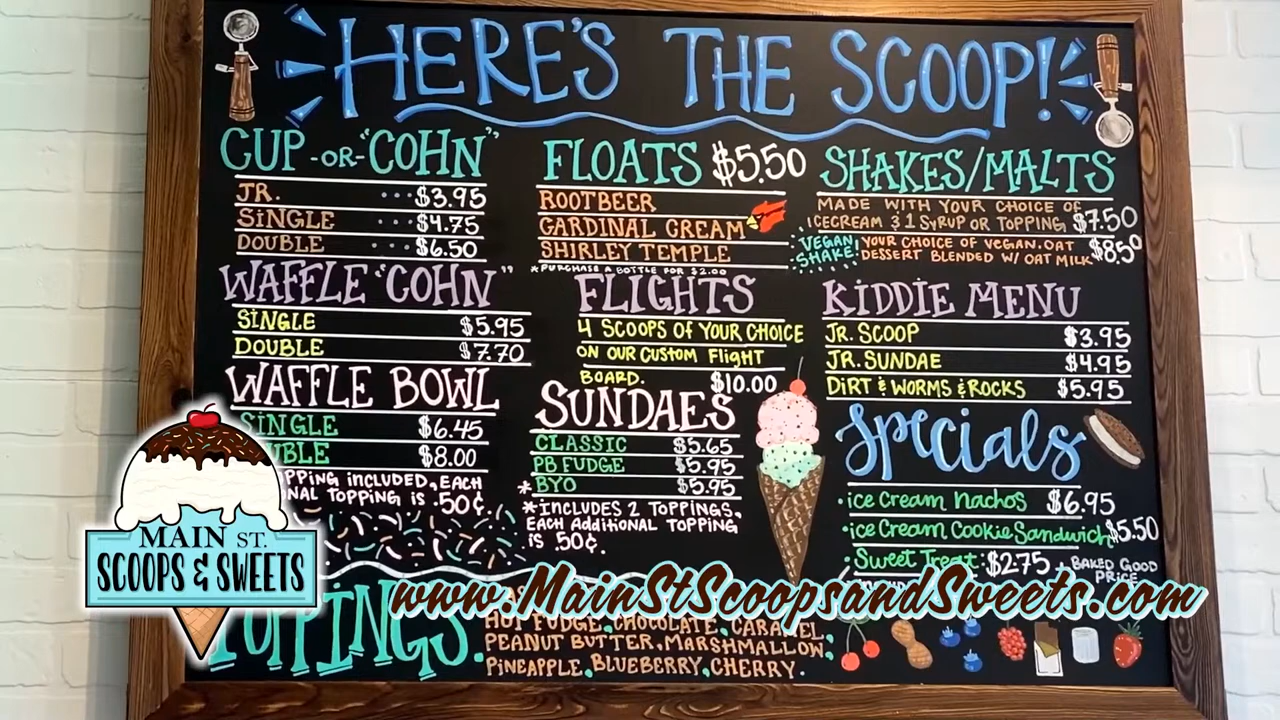 HERE'S THE SCOOP!
CUP -OR- "COHN"
JR. ···$3.95
SINGLE ···$4.75
DOUBLE ···$6.50
WAFFLE "COHN"
SINGLE $5.95
DOUBLE $7.70
WAFFLE BOWL
SINGLE $6.45
UBLE $8.00
PPING INCLUDED, EACH
NAL TOPPING IS .50¢.
FLOATS $5.50
ROOTBEER
CARDINAL CREAM
SHIRLEY TEMPLE
*PURCHASE A BOTTLE FOR $2.00
FLIGHTS
4 SCOOPS OF YOUR CHOICE
ON OUR CUSTOM FLIGHT
BOARD. $10.00
SUNDAES
CLASSIC $5.65
PB FUDGE $5.95
*BYO $5.95
*INCLUDES 2 TOPPINGS,
EACH ADDITIONAL TOPPING
IS .50¢.
SHAKES/MALTS
MADE WITH YOUR CHOICE OF
ICECREAM & 1 SYRUP OR TOPPING $7.50
VEGAN SHAKE!
YOUR CHOICE OF VEGAN.OAT
DESSERT BLENDED W/ OAT MILK $8.50
KIDDIE MENU
JR. SCOOP $3.95
JR. SUNDAE $4.95
DIRT & WORMS & ROCKS $5.95
Specials
·ice Cream Nachos $6.95
·ice Cream Cookie Sandwich $5.50
·Sweet Treat: $2.75 + BAKED GOOD
PRICE
TOPPINGS.
HOT FUDGE, CHOCOLATE, CARAMEL,
PEANUT BUTTER, MARSHMALLOW,
PINEAPPLE, BLUEBERRY, CHERRY.
MAIN ST.
SCOOPS & SWEETS
www.MainStScoopsandSweets.com